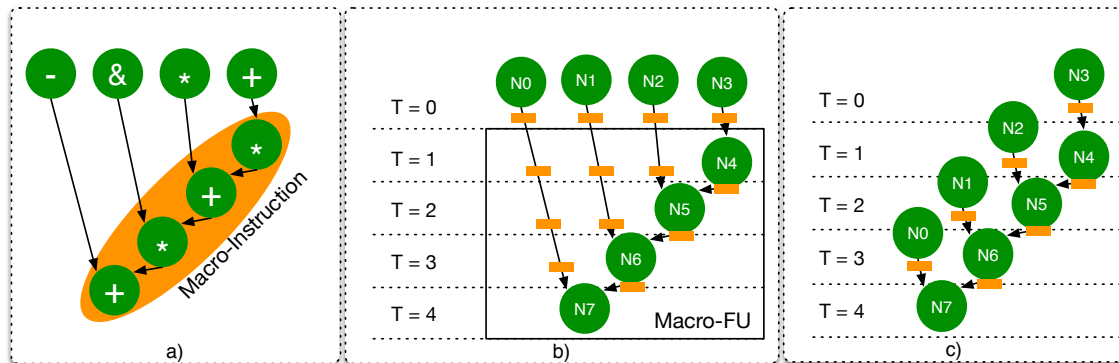 - & * +
*
+
*
+
Macro-Instruction
a)
N0 N1 N2 N3
T = 0
T = 1
N4
T = 2
N5
T = 3
N6
T = 4
N7
Macro-FU
b)
N3
T = 0
N2
T = 1
N4
N1
T = 2
N5
N0
T = 3
N6
T = 4
N7
c)